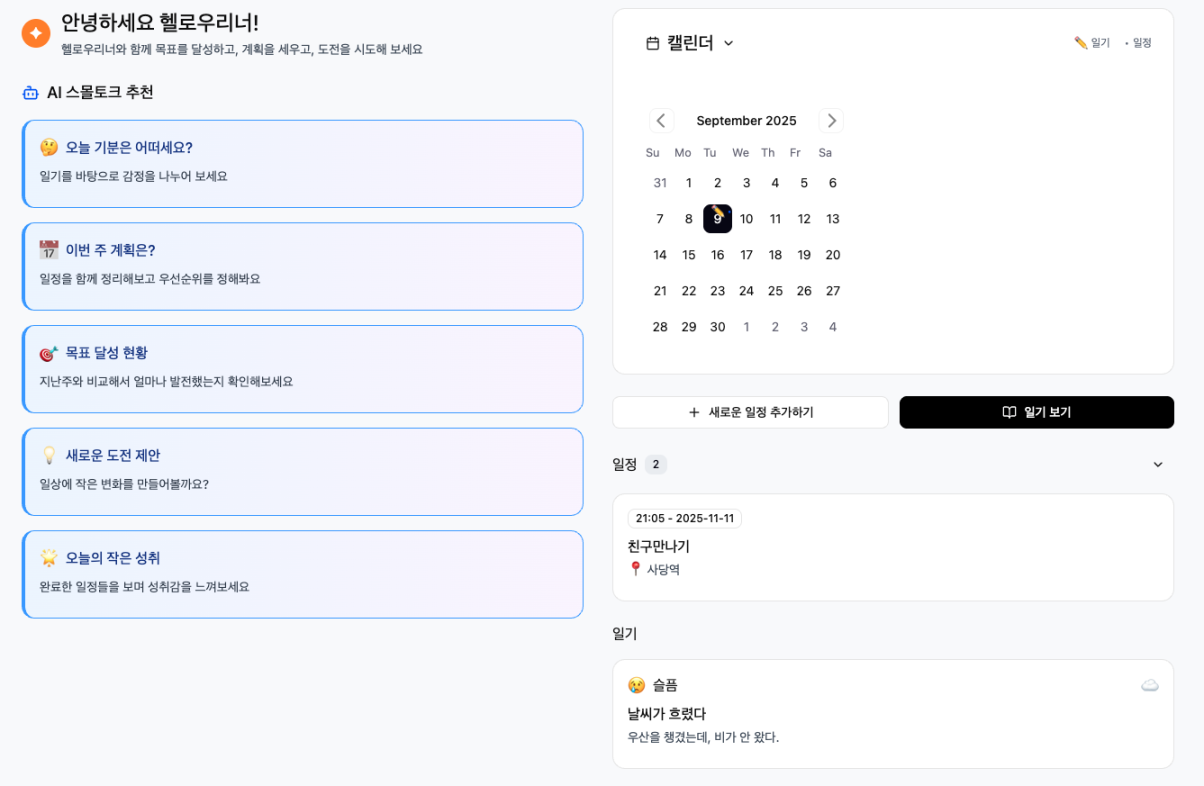 안녕하세요 헬로우리너!
헬로우리너와 함께 목표를 달성하고, 계획을 세우고, 도전을 시도해 보세요
AI 스몰토크 추천
오늘 기분은 어떠세요?
일기를 바탕으로 감정을 나누어 보세요
17
이번 주 계획은?
일정을 함께 정리해보고 우선순위를 정해봐요
목표 달성 현황
지난주와 비교해서 얼마나 발전했는지 확인해보세요
새로운 도전 제안
일상에 작은 변화를 만들어볼까요?
오늘의 작은 성취
완료한 일정들을 보며 성취감을 느껴보세요
캘린더
일기 • 일정
September 2025
Su Mo Tu We Th Fr Sa
31 1 2 3 4 5 6
7 8 9 10 11 12 13
14 15 16 17 18 19 20
21 22 23 24 25 26 27
28 29 30 1 2 3 4
+ 새로운 일정 추가하기
일기 보기
일정 2
21:05 - 2025-11-11
친구만나기
사당역
일기
슬픔
날씨가 흐렸다
우산을 챙겼는데, 비가 안 왔다.